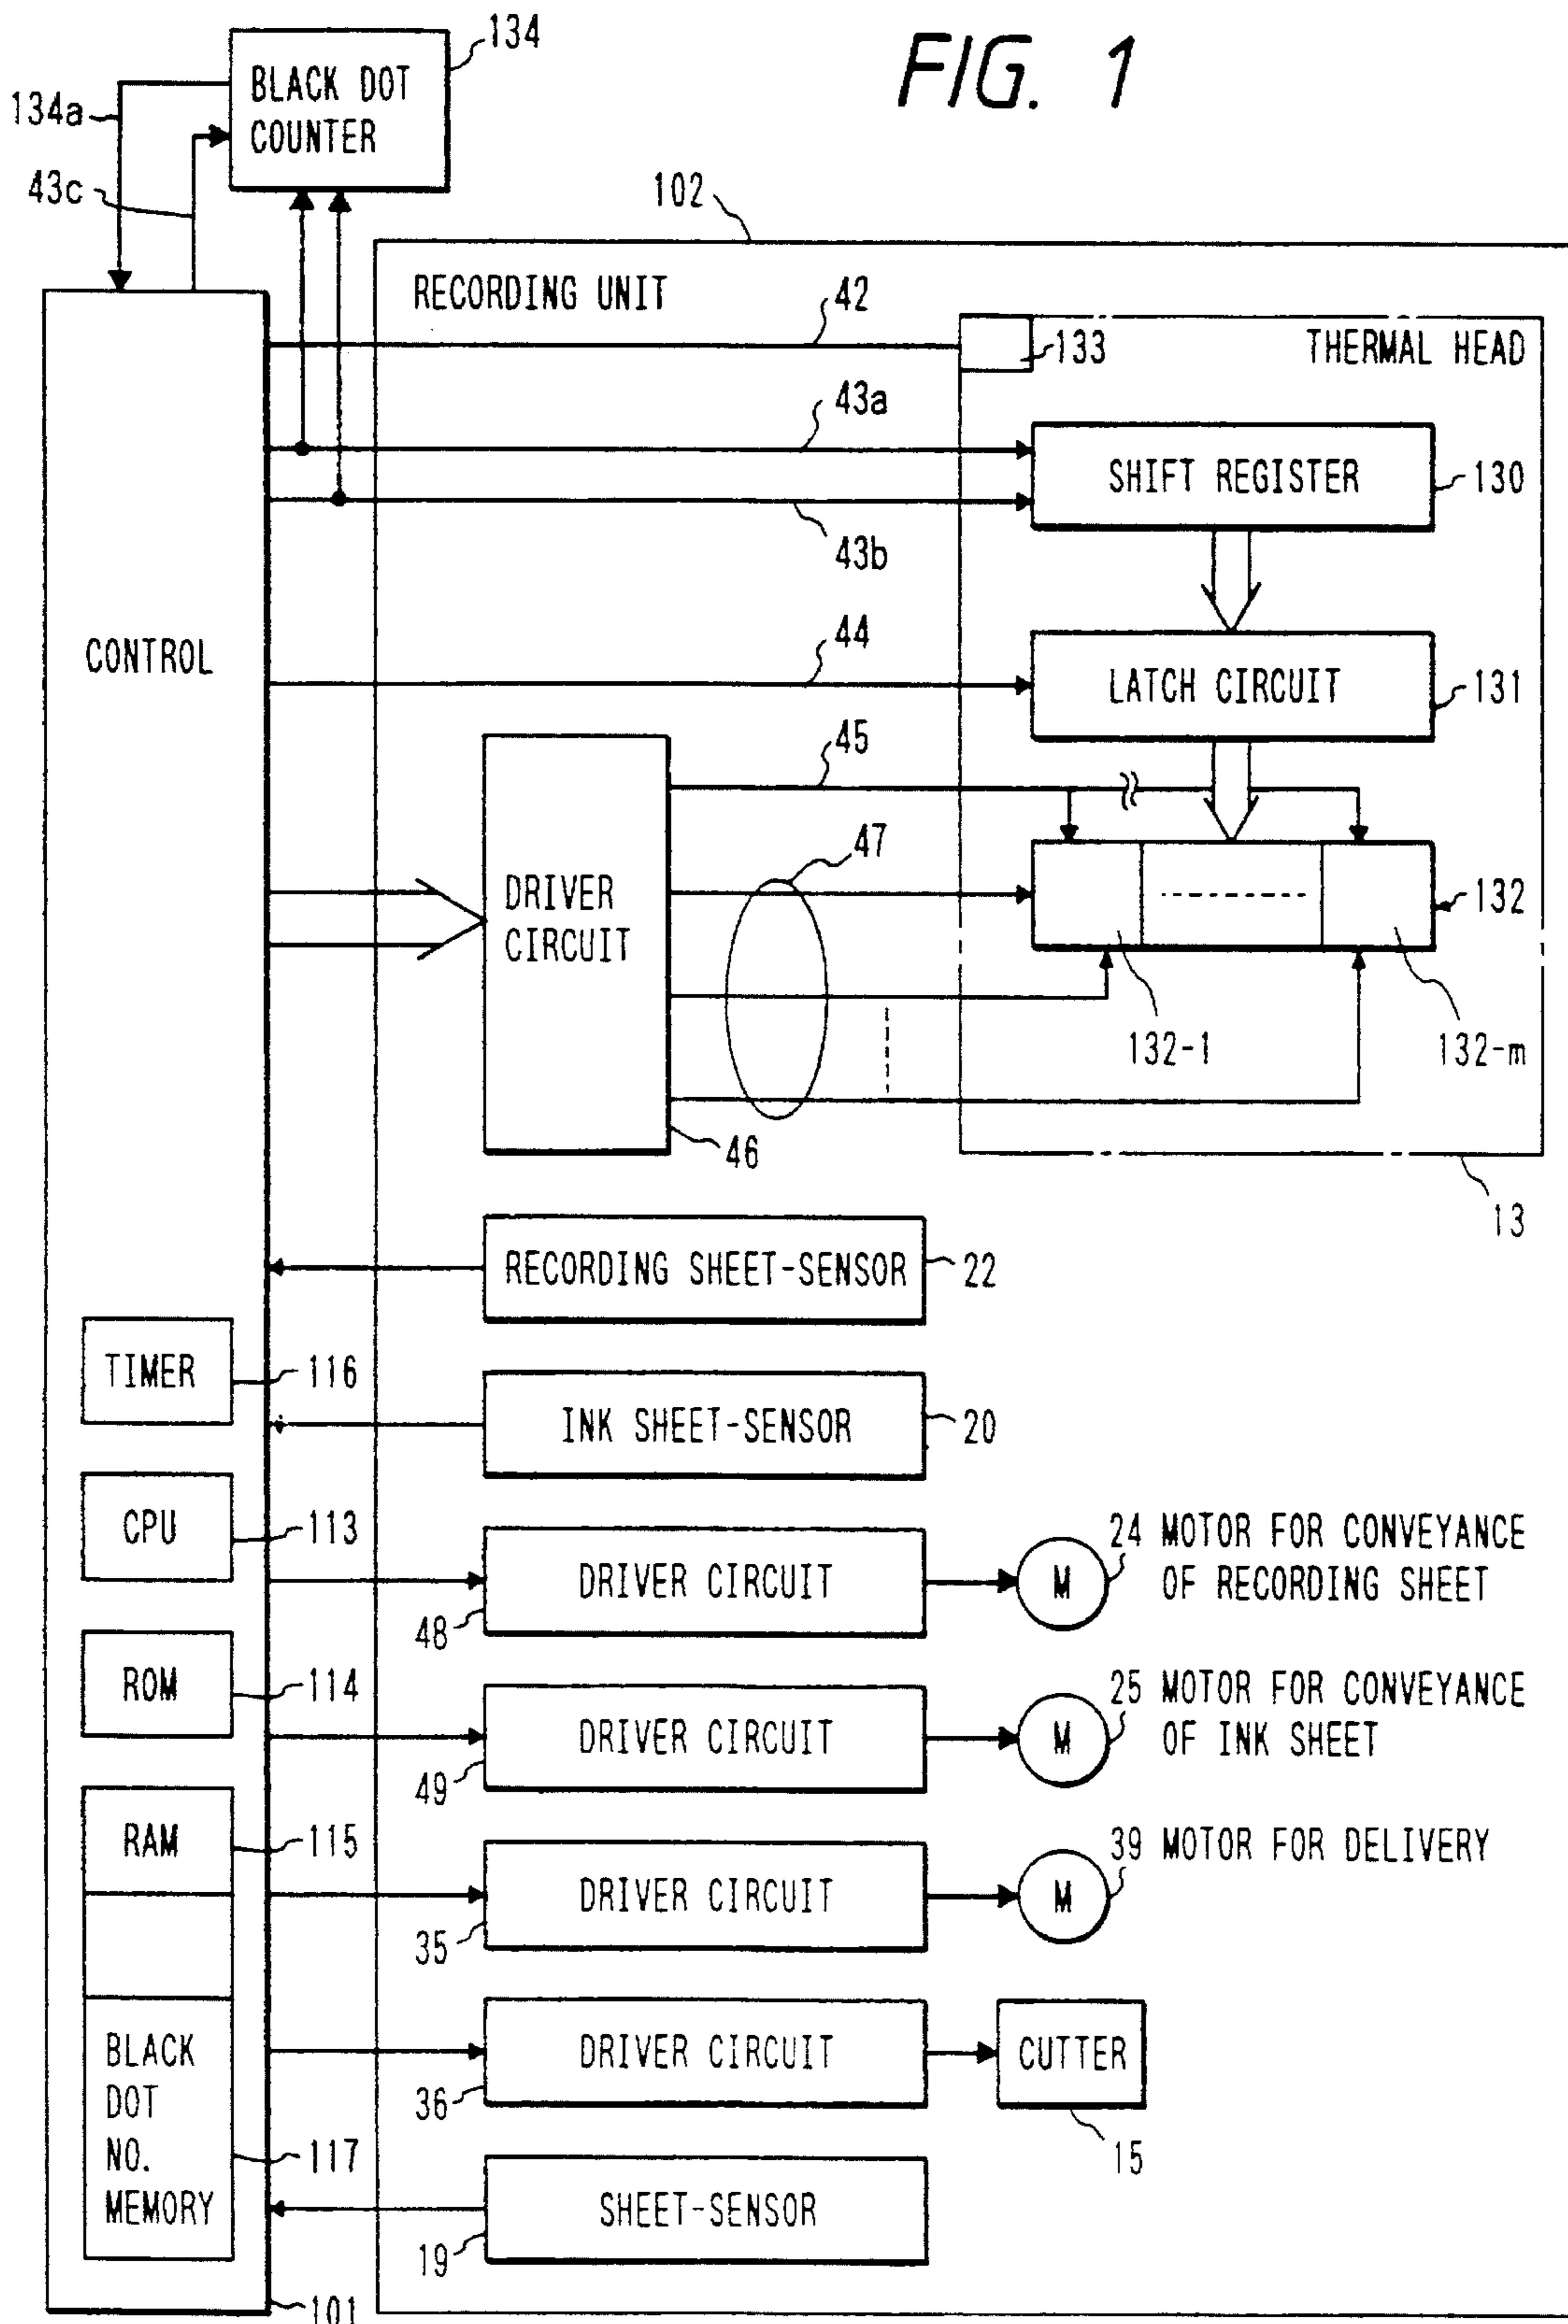 FIG. 1
134
BLACK DOT
COUNTER
134a
43c
102
RECORDING UNIT
42
133
THERMAL HEAD
43a
SHIFT REGISTER
130
43b
CONTROL
44
LATCH CIRCUIT
131
45
47
DRIVER
CIRCUIT
132
132-1
132-m
46
13
RECORDING SHEET-SENSOR
22
TIMER
116
INK SHEET-SENSOR
20
CPU
113
DRIVER CIRCUIT
48
M
24 MOTOR FOR CONVEYANCE
OF RECORDING SHEET
ROM
114
DRIVER CIRCUIT
49
M
25 MOTOR FOR CONVEYANCE
OF INK SHEET
RAM
115
DRIVER CIRCUIT
35
M
39 MOTOR FOR DELIVERY
BLACK
DOT
NO.
MEMORY
117
DRIVER CIRCUIT
36
CUTTER
15
SHEET-SENSOR
19
101